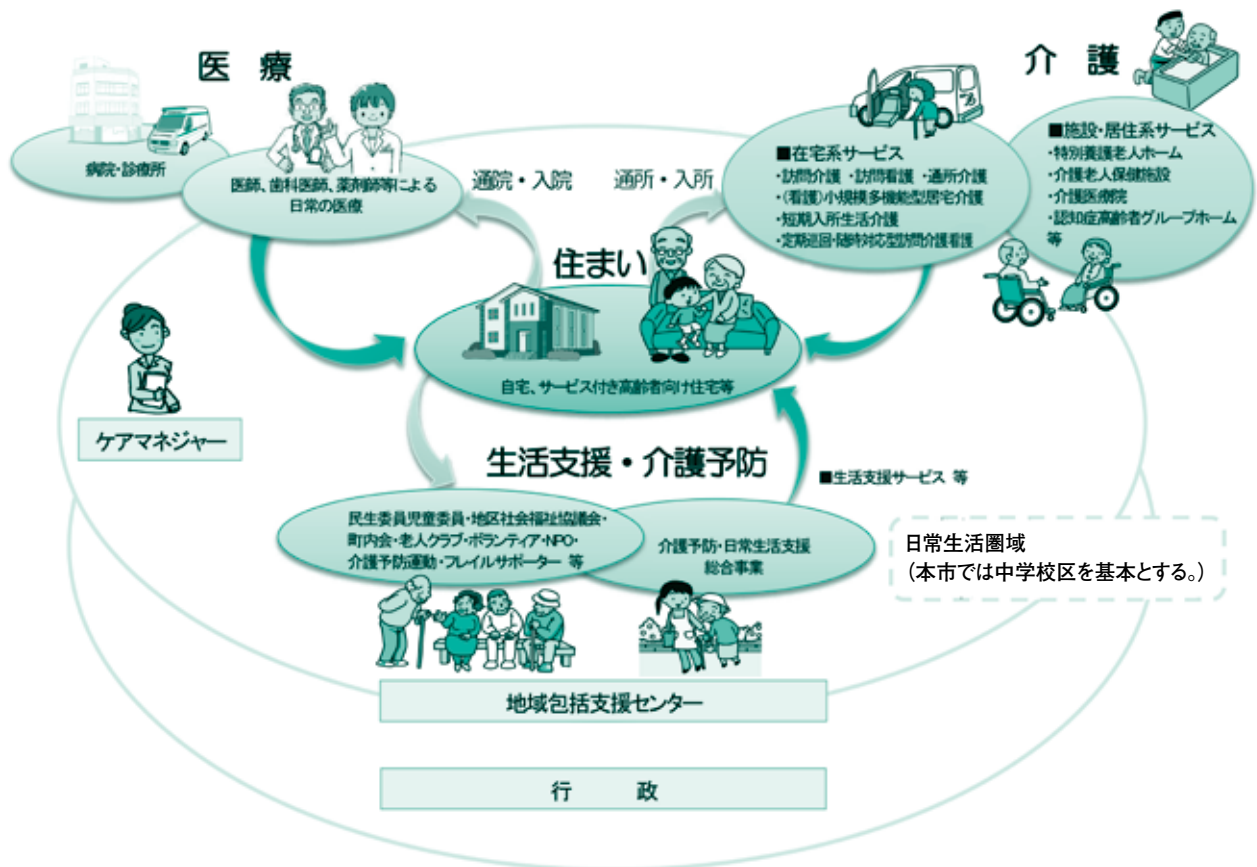 医 療
介 護
病院・診療所
医師、歯科医師、薬剤師等による
日常の医療
通院・入院
通所・入所
■在宅系サービス
・訪問介護 ・訪問看護 ・通所介護
・(看護)小規模多機能型居宅介護
・短期入所生活介護
・定期巡回・随時対応型訪問介護看護
■施設・居住系サービス
・特別養護老人ホーム
・介護老人保健施設
・介護医療院
・認知症高齢者グループホーム
等
住まい
自宅、サービス付き高齢者向け住宅等
ケアマネジャー
生活支援・介護予防
■生活支援サービス 等
民生委員児童委員・地区社会福祉協議会・
町内会・老人クラブ・ボランティア・NPO・
介護予防運動・フレイルサポーター 等
介護予防・日常生活支援
総合事業
日常生活圏域
(本市では中学校区を基本とする。)
地域包括支援センター
行 政